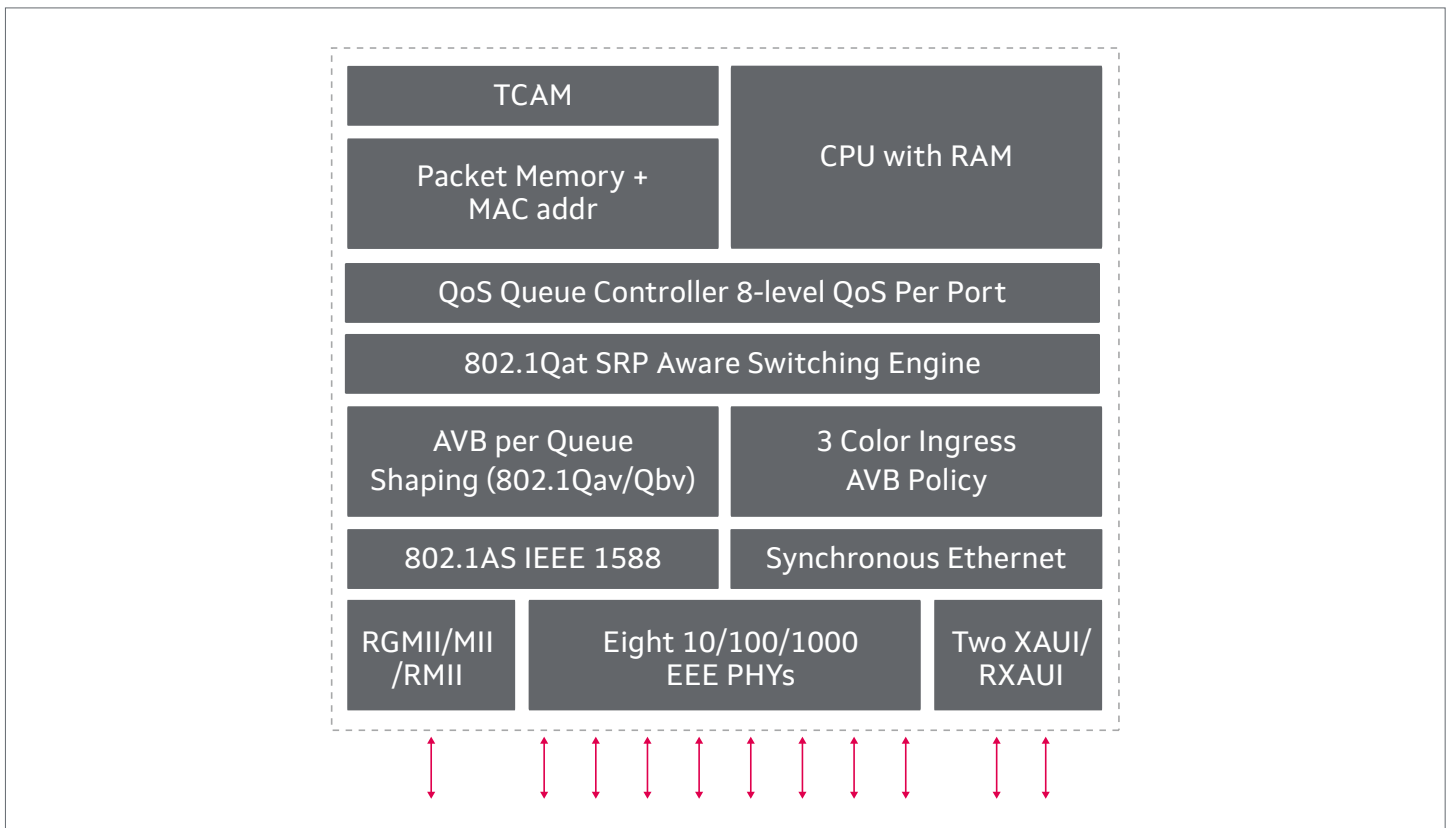 TCAM
CPU with RAM
Packet Memory +
MAC addr
QoS Queue Controller 8-level QoS Per Port
802.1Qat SRP Aware Switching Engine
AVB per Queue
Shaping (802.1Qav/Qbv)
3 Color Ingress
AVB Policy
802.1AS IEEE 1588
Synchronous Ethernet
RGMII/MII
/RMII
Eight 10/100/1000
EEE PHYs
Two XAUI/
RXAUI